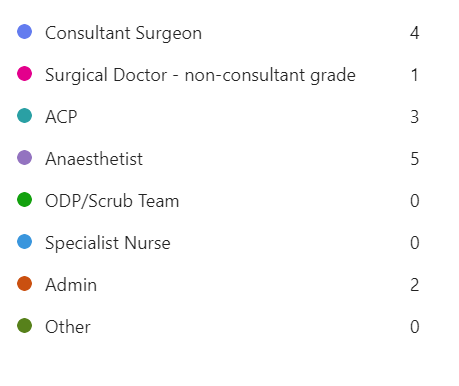 Consultant Surgeon 4
Surgical Doctor - non-consultant grade 1
ACP 3
Anaesthetist 5
ODP/Scrub Team 0
Specialist Nurse 0
Admin 2
Other 0